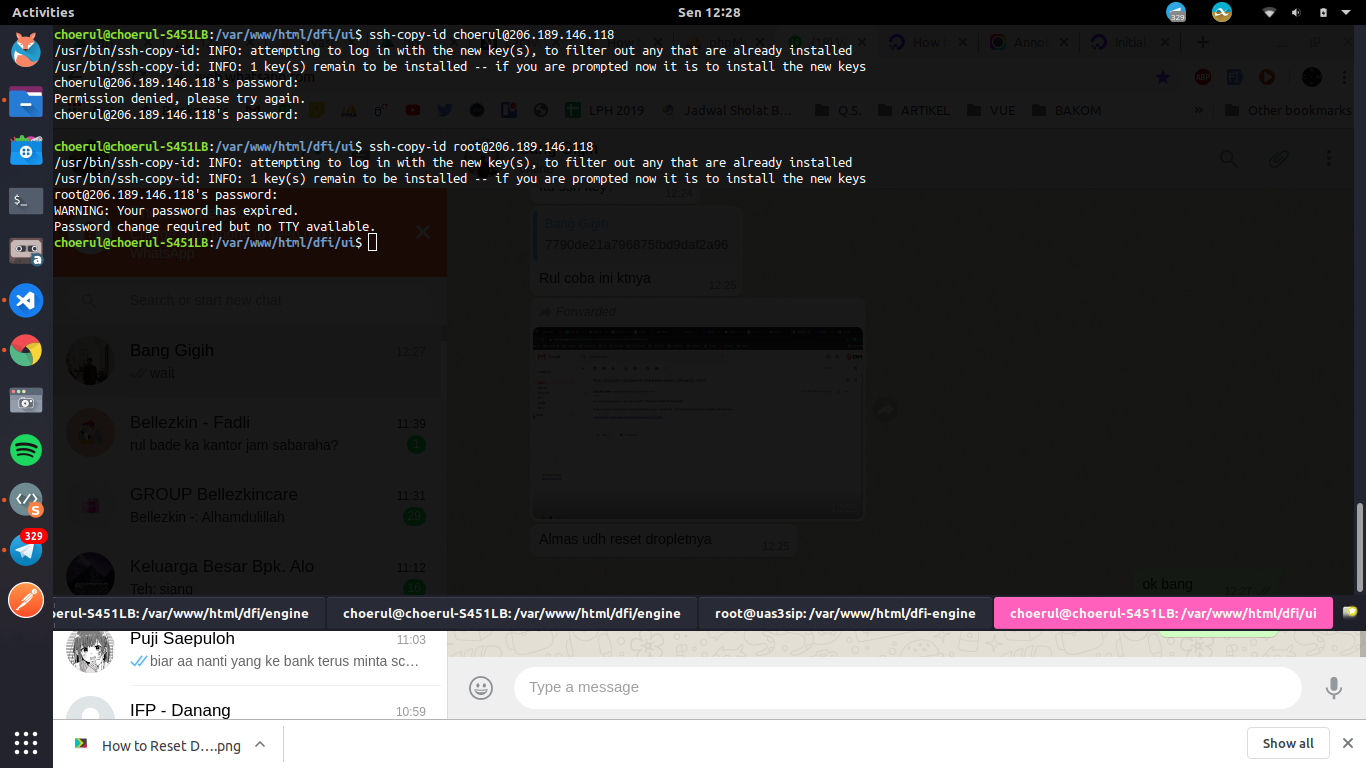 Activities
Sen 12:28
329
choerul@choerul-S451LB:/var/www/html/dfi/ui$ ssh-copy-id choerul@206.189.146.118
/usr/bin/ssh-copy-id: INFO: attempting to log in with the new key(s), to filter out any that are already installed
/usr/bin/ssh-copy-id: INFO: 1 key(s) remain to be installed -- if you are prompted now it is to install the new keys
choerul@206.189.146.118's password:
Permission denied, please try again.
choerul@206.189.146.118's password:
choerul@choerul-S451LB:/var/www/html/dfi/ui$ ssh-copy-id root@206.189.146.118
/usr/bin/ssh-copy-id: INFO: attempting to log in with the new key(s), to filter out any that are already installed
/usr/bin/ssh-copy-id: INFO: 1 key(s) remain to be installed -- if you are prompted now it is to install the new keys
root@206.189.146.118's password:
WARNING: Your password has expired.
Password change required but no TTY available.
choerul@choerul-S451LB:/var/www/html/dfi/ui$
How
Anno
Initial
LPH 2019
Jadwal Sholat B...
Q.S.
ARTIKEL
VUE
BAKOM
»
Other bookmarks
WhatsApp
Search or start new chat
Bang Gigih
12:27
wait
Bellezkin - Fadli
11:39
rul bade ka kantor jam sabaraha?
1
GROUP Bellezkincare
11:31
Bellezkin -: Alhamdulillah
29
Keluarga Besar Bpk. Alo
11:12
Teh: siang
16
Bang Gigih
7790de21a796875fbd9daf2a96
Rul coba ini ktnya
12:25
Forwarded
Almas udh reset dropletnya
12:25
ok bang
329
erul-S451LB: /var/www/html/dfi/engine
choerul@choerul-S451LB: /var/www/html/dfi/engine
root@uas3sip: /var/www/html/dfi-engine
choerul@choerul-S451LB: /var/www/html/dfi/ui
Puji Saepuloh
11:03
biar aa nanti yang ke bank terus minta sc...
IFP - Danang
10:59
Type a message
How to Reset D....png
Show all